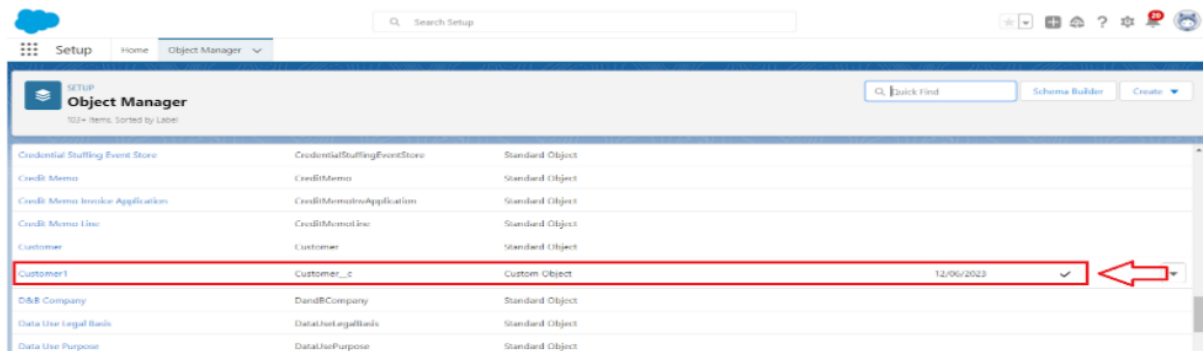 Search Setup
20
Setup Home Object Manager
SETUP
Object Manager
103+ Items, Sorted by Label
Quick Find
Schema Builder
Create
Credential Stuffing Event Store CredentialStuffingEventStore Standard Object
Credit Memo CreditMemo Standard Object
Credit Memo Invoice Application CreditMemoInvApplication Standard Object
Credit Memo Line CreditMemoLine Standard Object
Customer Customer Standard Object
Customer1 Customer__c Custom Object 12/06/2023
D&B Company DandBCompany Standard Object
Data Use Legal Basis DataUseLegalBasis Standard Object
Data Use Purpose DataUsePurpose Standard Object